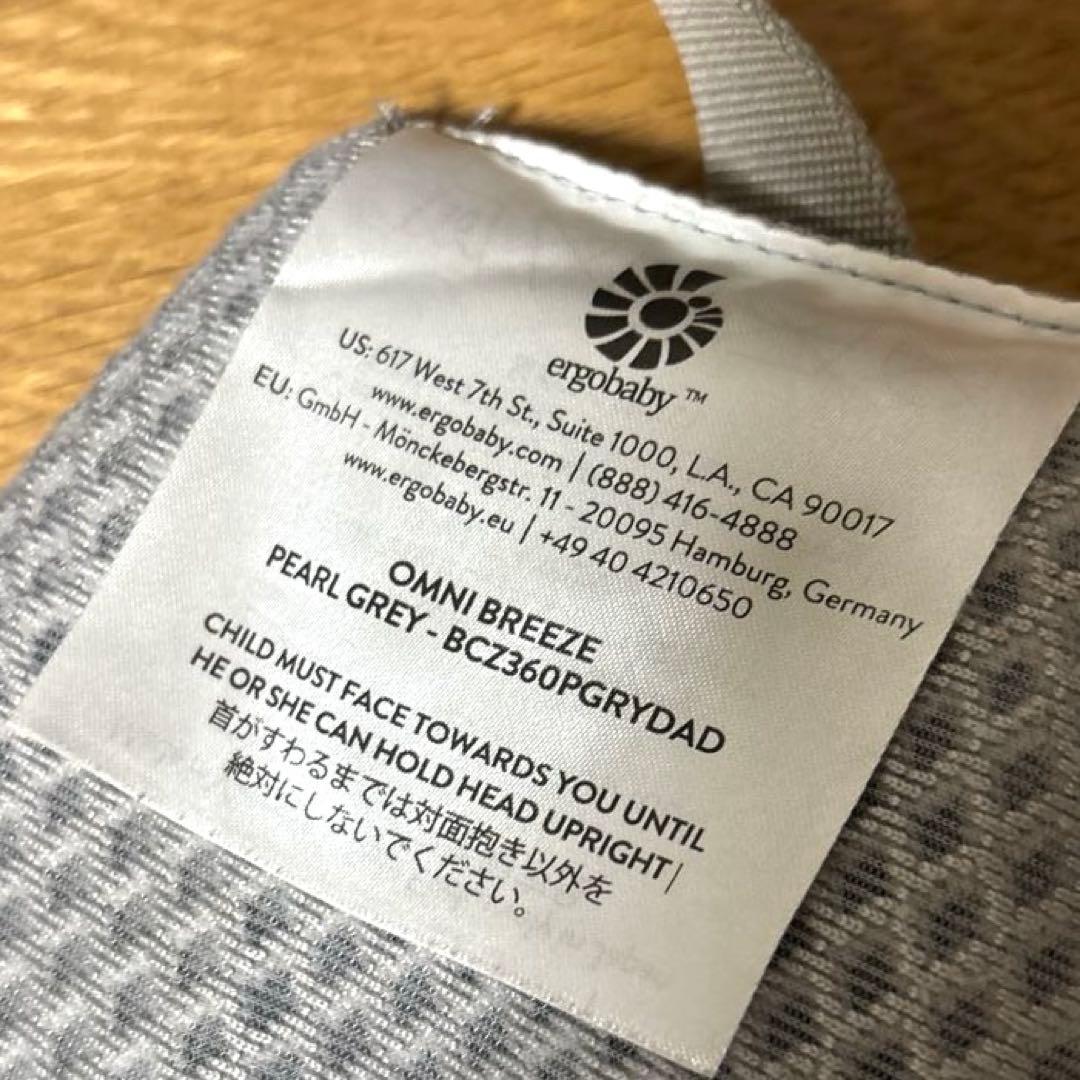 ergobaby™
US: 617 West 7th St., Suite 1000, L.A., CA 90017
www.ergobaby.com | (888) 416-4888
EU: GmbH - Mönckebergstr. 11 - 20095 Hamburg, Germany
www.ergobaby.eu | +49 40 4210650
OMNI BREEZE
PEARL GREY - BCZ360PGRYDAD
CHILD MUST FACE TOWARDS YOU UNTIL
HE OR SHE CAN HOLD HEAD UPRIGHT |
首がすわるまでは対面抱き以外を
絶対にしないでください。